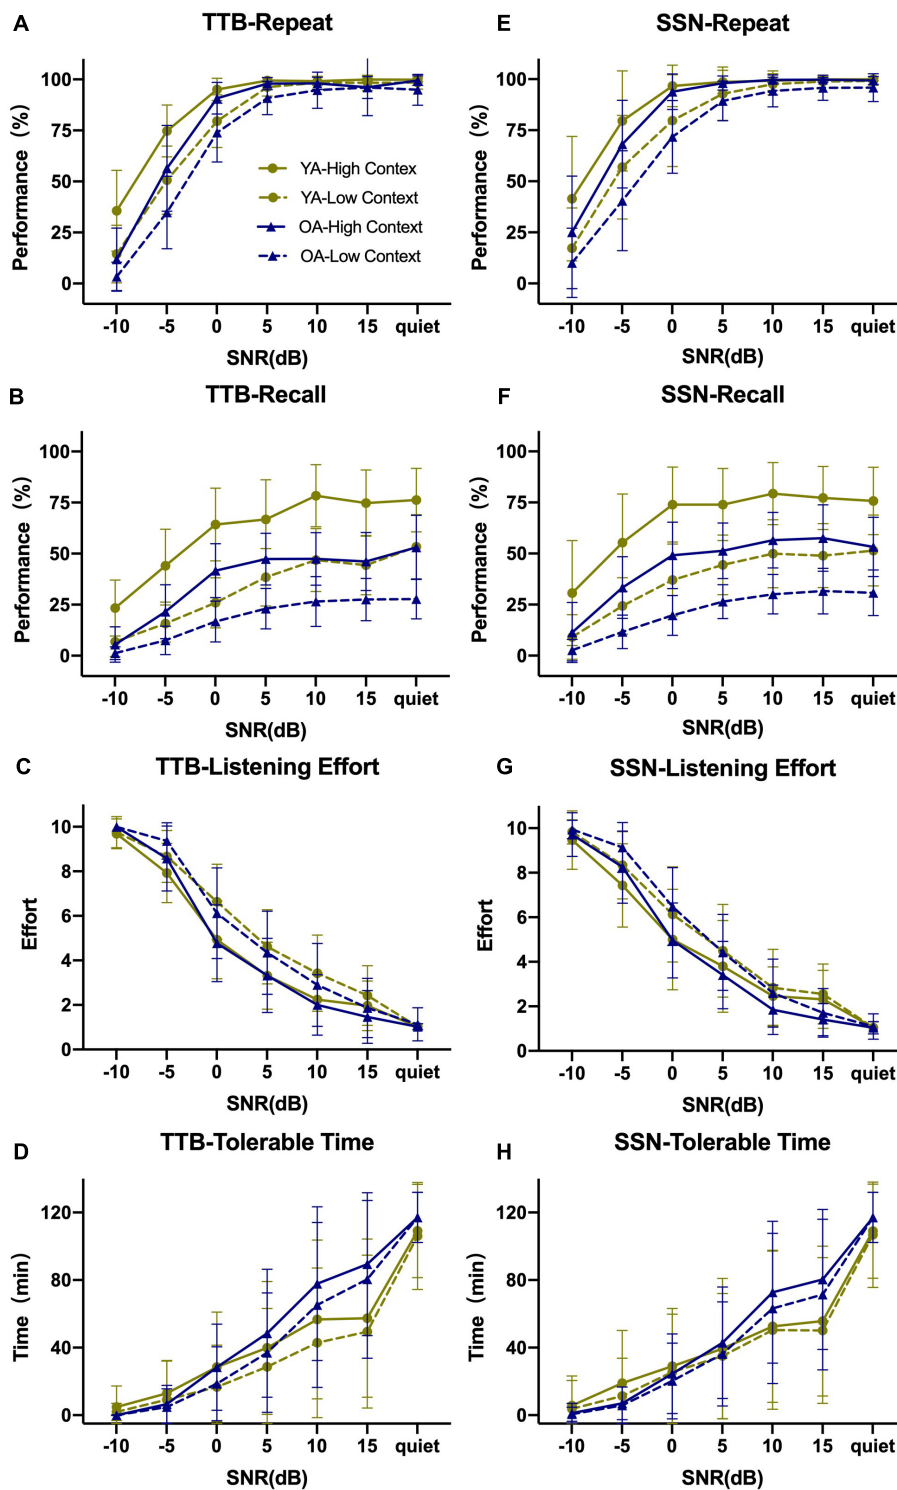 A
TTB-Repeat
Performance (%)
100
75
50
25
0
YA-High Contex
YA-Low Context
OA-High Context
OA-Low Context
-10 -5 0 5 10 15 quiet
SNR(dB)
E
SSN-Repeat
Performance (%)
100
75
50
25
0
-10 -5 0 5 10 15 quiet
SNR(dB)
B
TTB-Recall
Performance (%)
100
75
50
25
0
-10 -5 0 5 10 15 quiet
SNR(dB)
F
SSN-Recall
Performance (%)
100
75
50
25
0
-10 -5 0 5 10 15 quiet
SNR(dB)
C
TTB-Listening Effort
Effort
10
8
6
4
2
0
-10 -5 0 5 10 15 quiet
SNR(dB)
G
SSN-Listening Effort
Effort
10
8
6
4
2
0
-10 -5 0 5 10 15 quiet
SNR(dB)
D
TTB-Tolerable Time
Time (min)
120
80
40
0
-10 -5 0 5 10 15 quiet
SNR(dB)
H
SSN-Tolerable Time
Time (min)
120
80
40
0
-10 -5 0 5 10 15 quiet
SNR(dB)